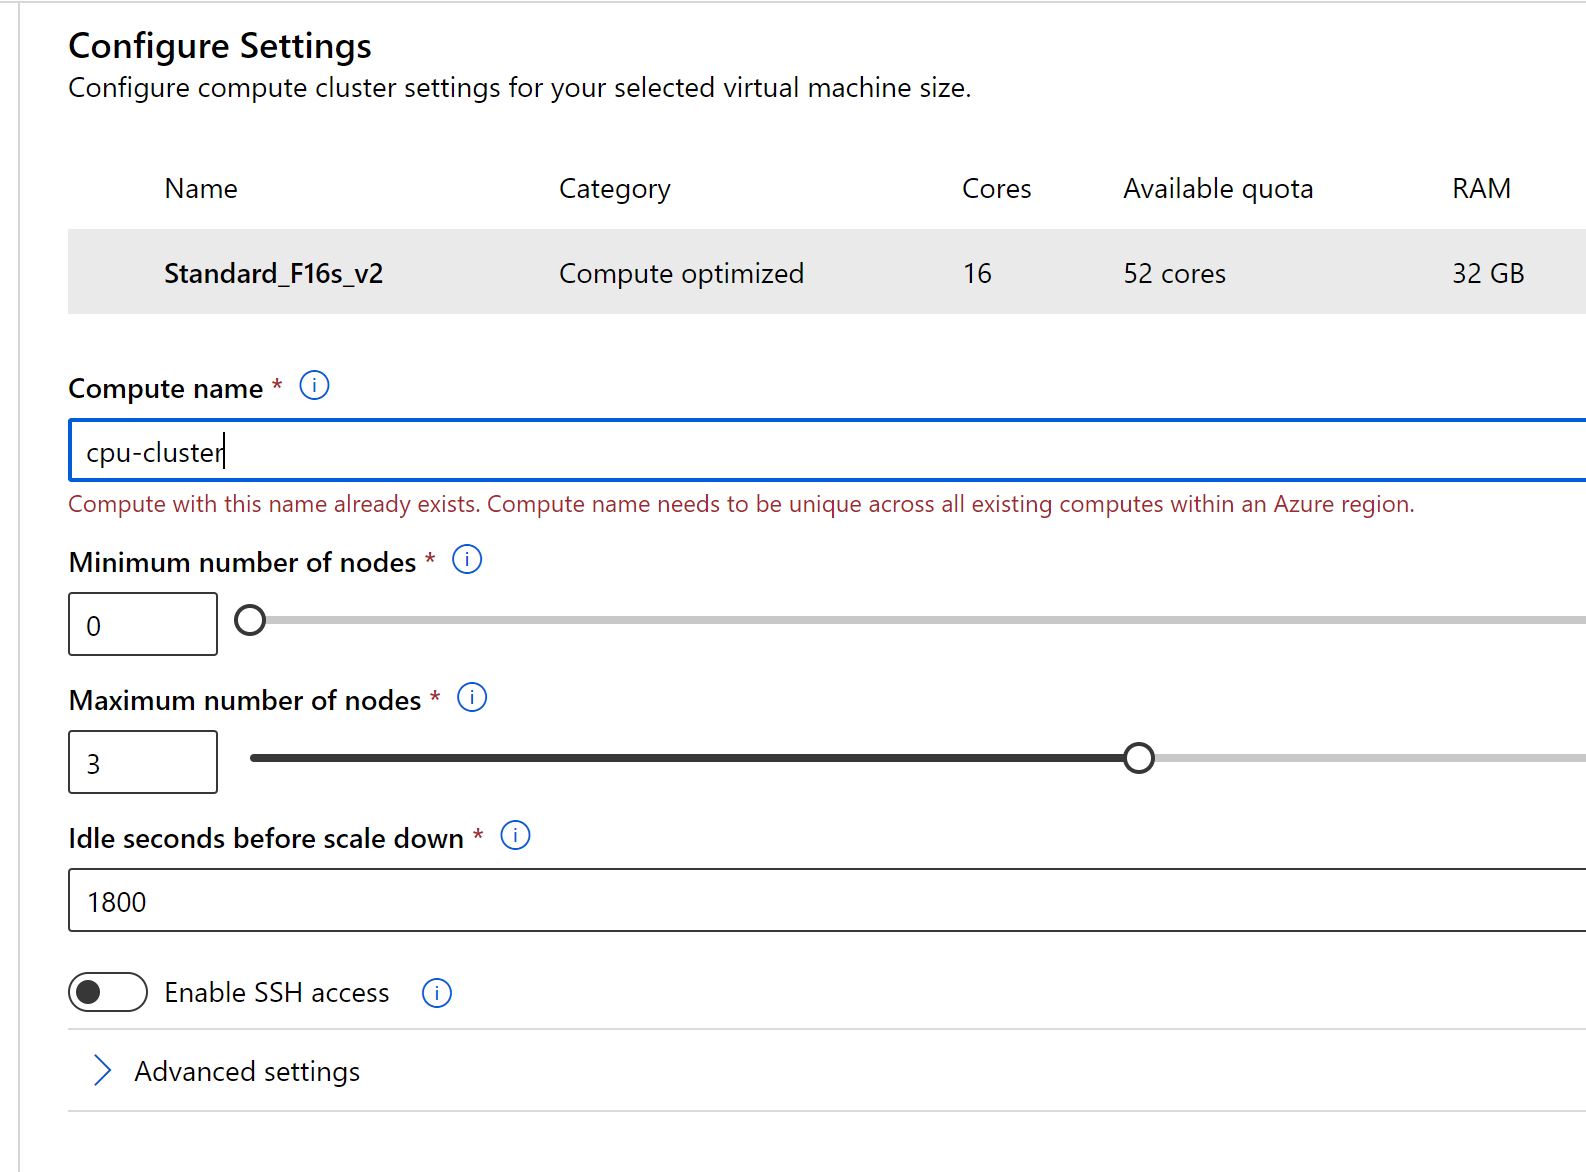 Configure Settings
Configure compute cluster settings for your selected virtual machine size.
Name Category Cores Available quota RAM
Standard_F16s_v2 Compute optimized 16 52 cores 32 GB
Compute name *
cpu-cluster
Compute with this name already exists. Compute name needs to be unique across all existing computes within an Azure region.
Minimum number of nodes *
0
Maximum number of nodes *
3
Idle seconds before scale down *
1800
Enable SSH access
Advanced settings